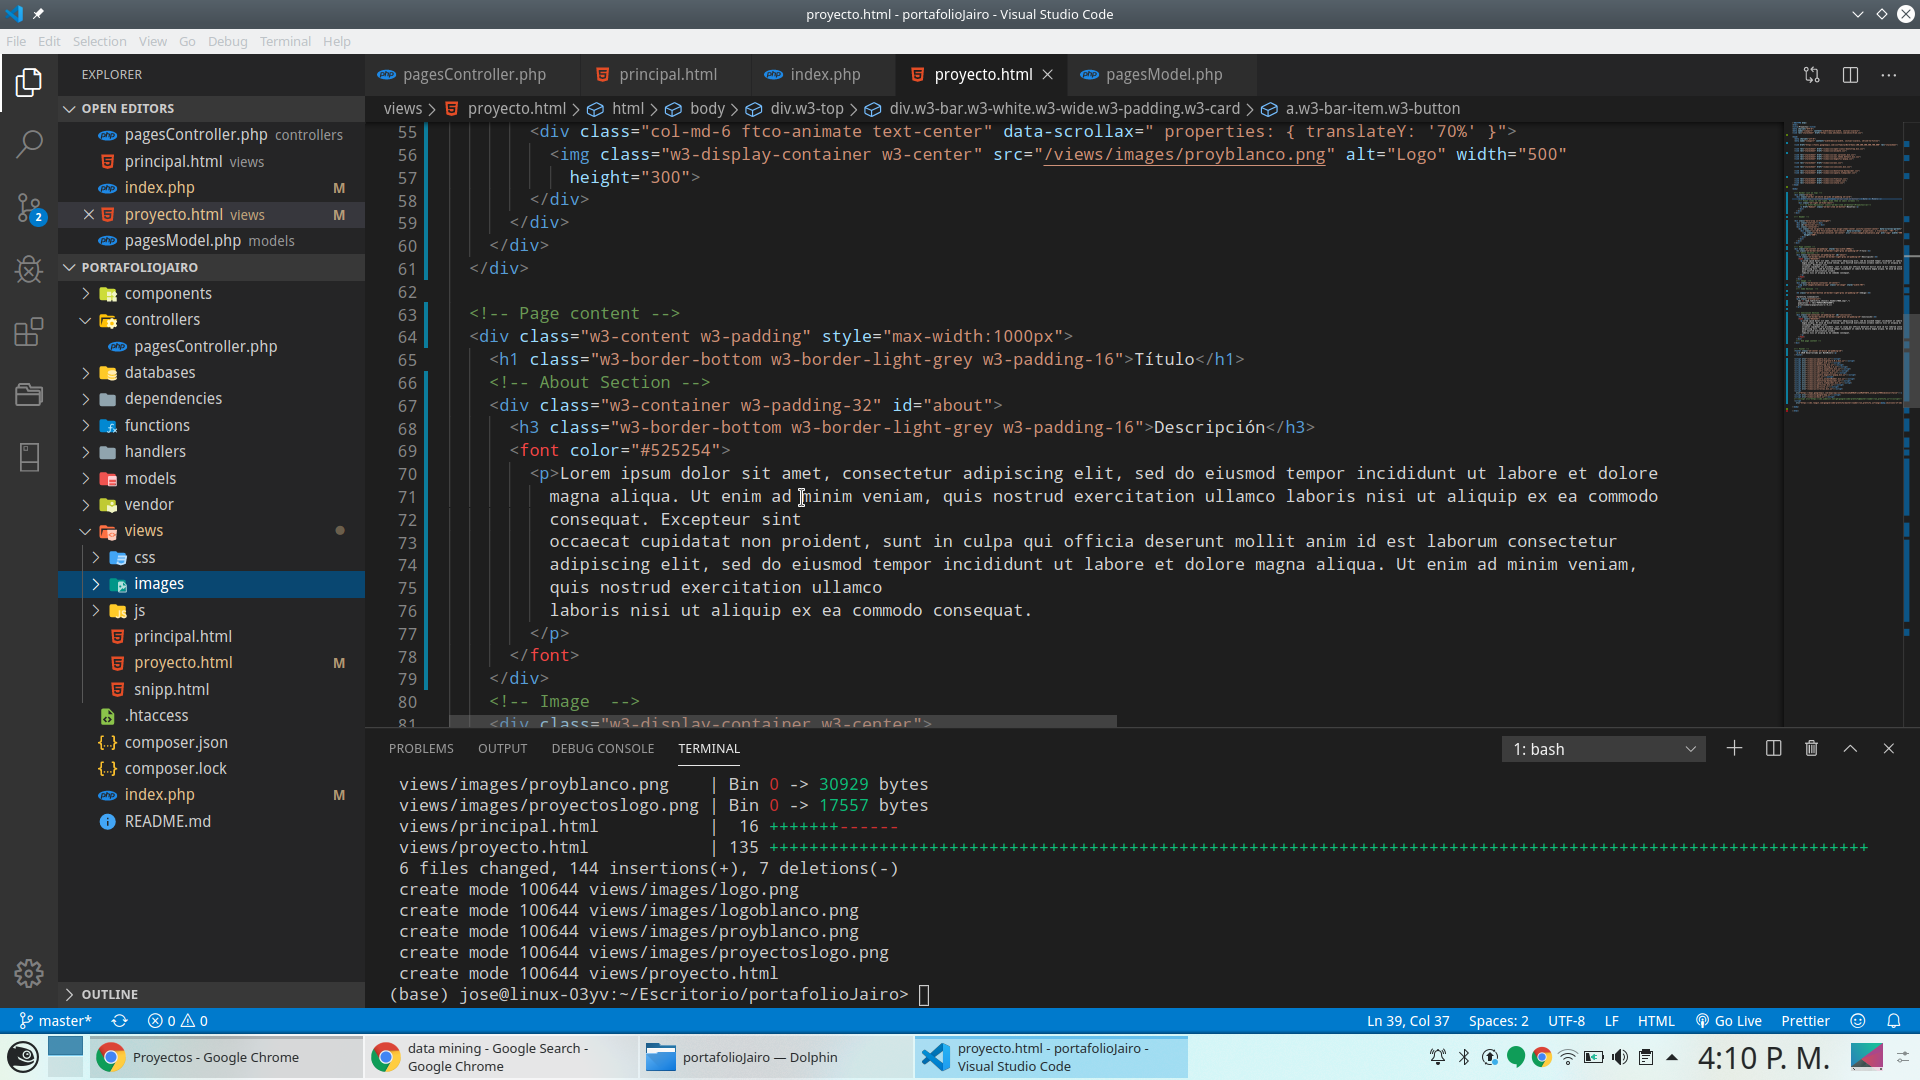 proyecto.html - portafolioJairo - Visual Studio Code
File Edit Selection View Go Debug Terminal Help
EXPLORER
OPEN EDITORS
pagesController.php controllers
principal.html views
index.php M
proyecto.html views M
pagesModel.php models
PORTAFOLIOJAIRO
components
controllers
pagesController.php
databases
dependencies
functions
handlers
models
vendor
views
css
images
js
principal.html
proyecto.html M
snipp.html
.htaccess
composer.json
composer.lock
index.php M
README.md
OUTLINE
2
pagesController.php principal.html index.php proyecto.html pagesModel.php
views > proyecto.html > html > body > div.w3-top > div.w3-bar.w3-white.w3-wide.w3-padding.w3-card > a.w3-bar-item.w3-button
55 <div class="col-md-6 ftco-animate text-center" data-scrollax=" properties: { translateY: '70%' }">
56 <img class="w3-display-container w3-center" src="/views/images/proyblanco.png" alt="Logo" width="500"
57 height="300">
58 </div>
59 </div>
60 </div>
61 </div>
62
63 <!-- Page content -->
64 <div class="w3-content w3-padding" style="max-width:1000px">
65 <h1 class="w3-border-bottom w3-border-light-grey w3-padding-16">Título</h1>
66 <!-- About Section -->
67 <div class="w3-container w3-padding-32" id="about">
68 <h3 class="w3-border-bottom w3-border-light-grey w3-padding-16">Descripción</h3>
69 <font color="#525254">
70 <p>Lorem ipsum dolor sit amet, consectetur adipiscing elit, sed do eiusmod tempor incididunt ut labore et dolore
71 magna aliqua. Ut enim ad minim veniam, quis nostrud exercitation ullamco laboris nisi ut aliquip ex ea commodo
72 consequat. Excepteur sint
73 occaecat cupidatat non proident, sunt in culpa qui officia deserunt mollit anim id est laborum consectetur
74 adipiscing elit, sed do eiusmod tempor incididunt ut labore et dolore magna aliqua. Ut enim ad minim veniam,
75 quis nostrud exercitation ullamco
76 laboris nisi ut aliquip ex ea commodo consequat.
77 </p>
78 </font>
79 </div>
80 <!-- Image  -->
81 <div class="w3-display-container w3-center">
PROBLEMS OUTPUT DEBUG CONSOLE TERMINAL 1: bash
views/images/proyblanco.png | Bin 0 -> 30929 bytes
views/images/proyectoslogo.png | Bin 0 -> 17557 bytes
views/principal.html | 16 +++++++------
views/proyecto.html | 135 ++++++++++++++++++++++++++++++++++++++++++++++++++++++++++++++++++++++++++++++++++++++++++++++++++++++++++++++
6 files changed, 144 insertions(+), 7 deletions(-)
create mode 100644 views/images/logo.png
create mode 100644 views/images/logoblanco.png
create mode 100644 views/images/proyblanco.png
create mode 100644 views/images/proyectoslogo.png
create mode 100644 views/proyecto.html
(base) jose@linux-03yv:~/Escritorio/portafolioJairo>
master* 0 0 Ln 39, Col 37 Spaces: 2 UTF-8 LF HTML Go Live Prettier
Proyectos - Google Chrome
data mining - Google Search -
Google Chrome
portafolioJairo — Dolphin
proyecto.html - portafolioJairo -
Visual Studio Code
4:10 P. M.